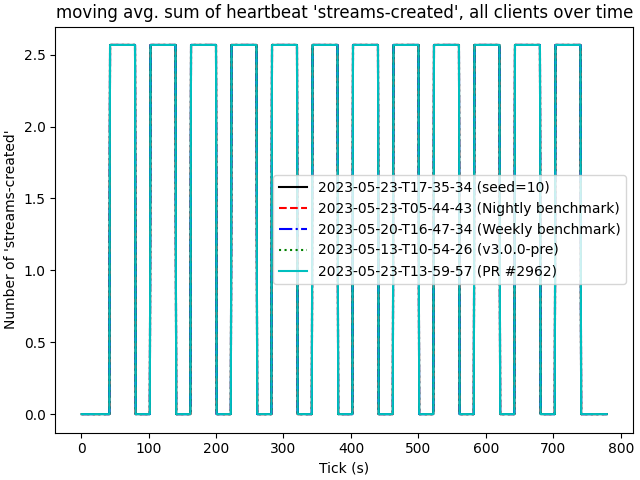 moving avg. sum of heartbeat 'streams-created', all clients over time
Number of 'streams-created'
2.5
2.0
1.5
1.0
0.5
0.0
2023-05-23-T17-35-34 (seed=10)
2023-05-23-T05-44-43 (Nightly benchmark)
2023-05-20-T16-47-34 (Weekly benchmark)
2023-05-13-T10-54-26 (v3.0.0-pre)
2023-05-23-T13-59-57 (PR #2962)
0 100 200 300 400 500 600 700 800
Tick (s)